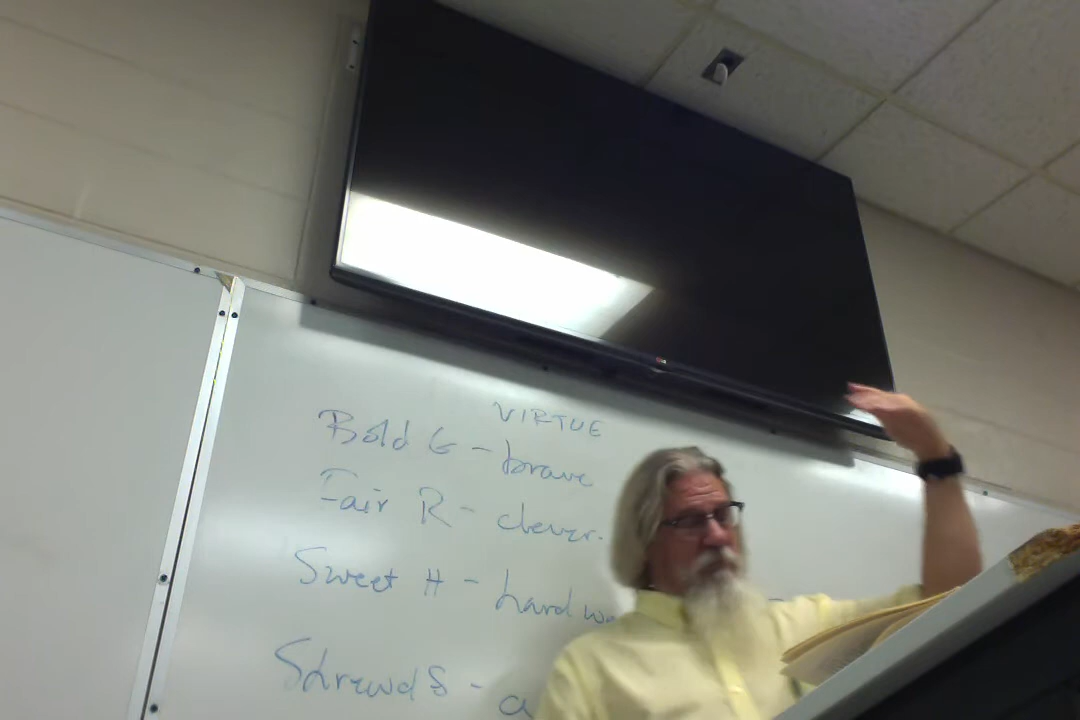 VIRTUE
Bold G - brave
Fair R - clever.
Sweet H - hard
Shrewd S -